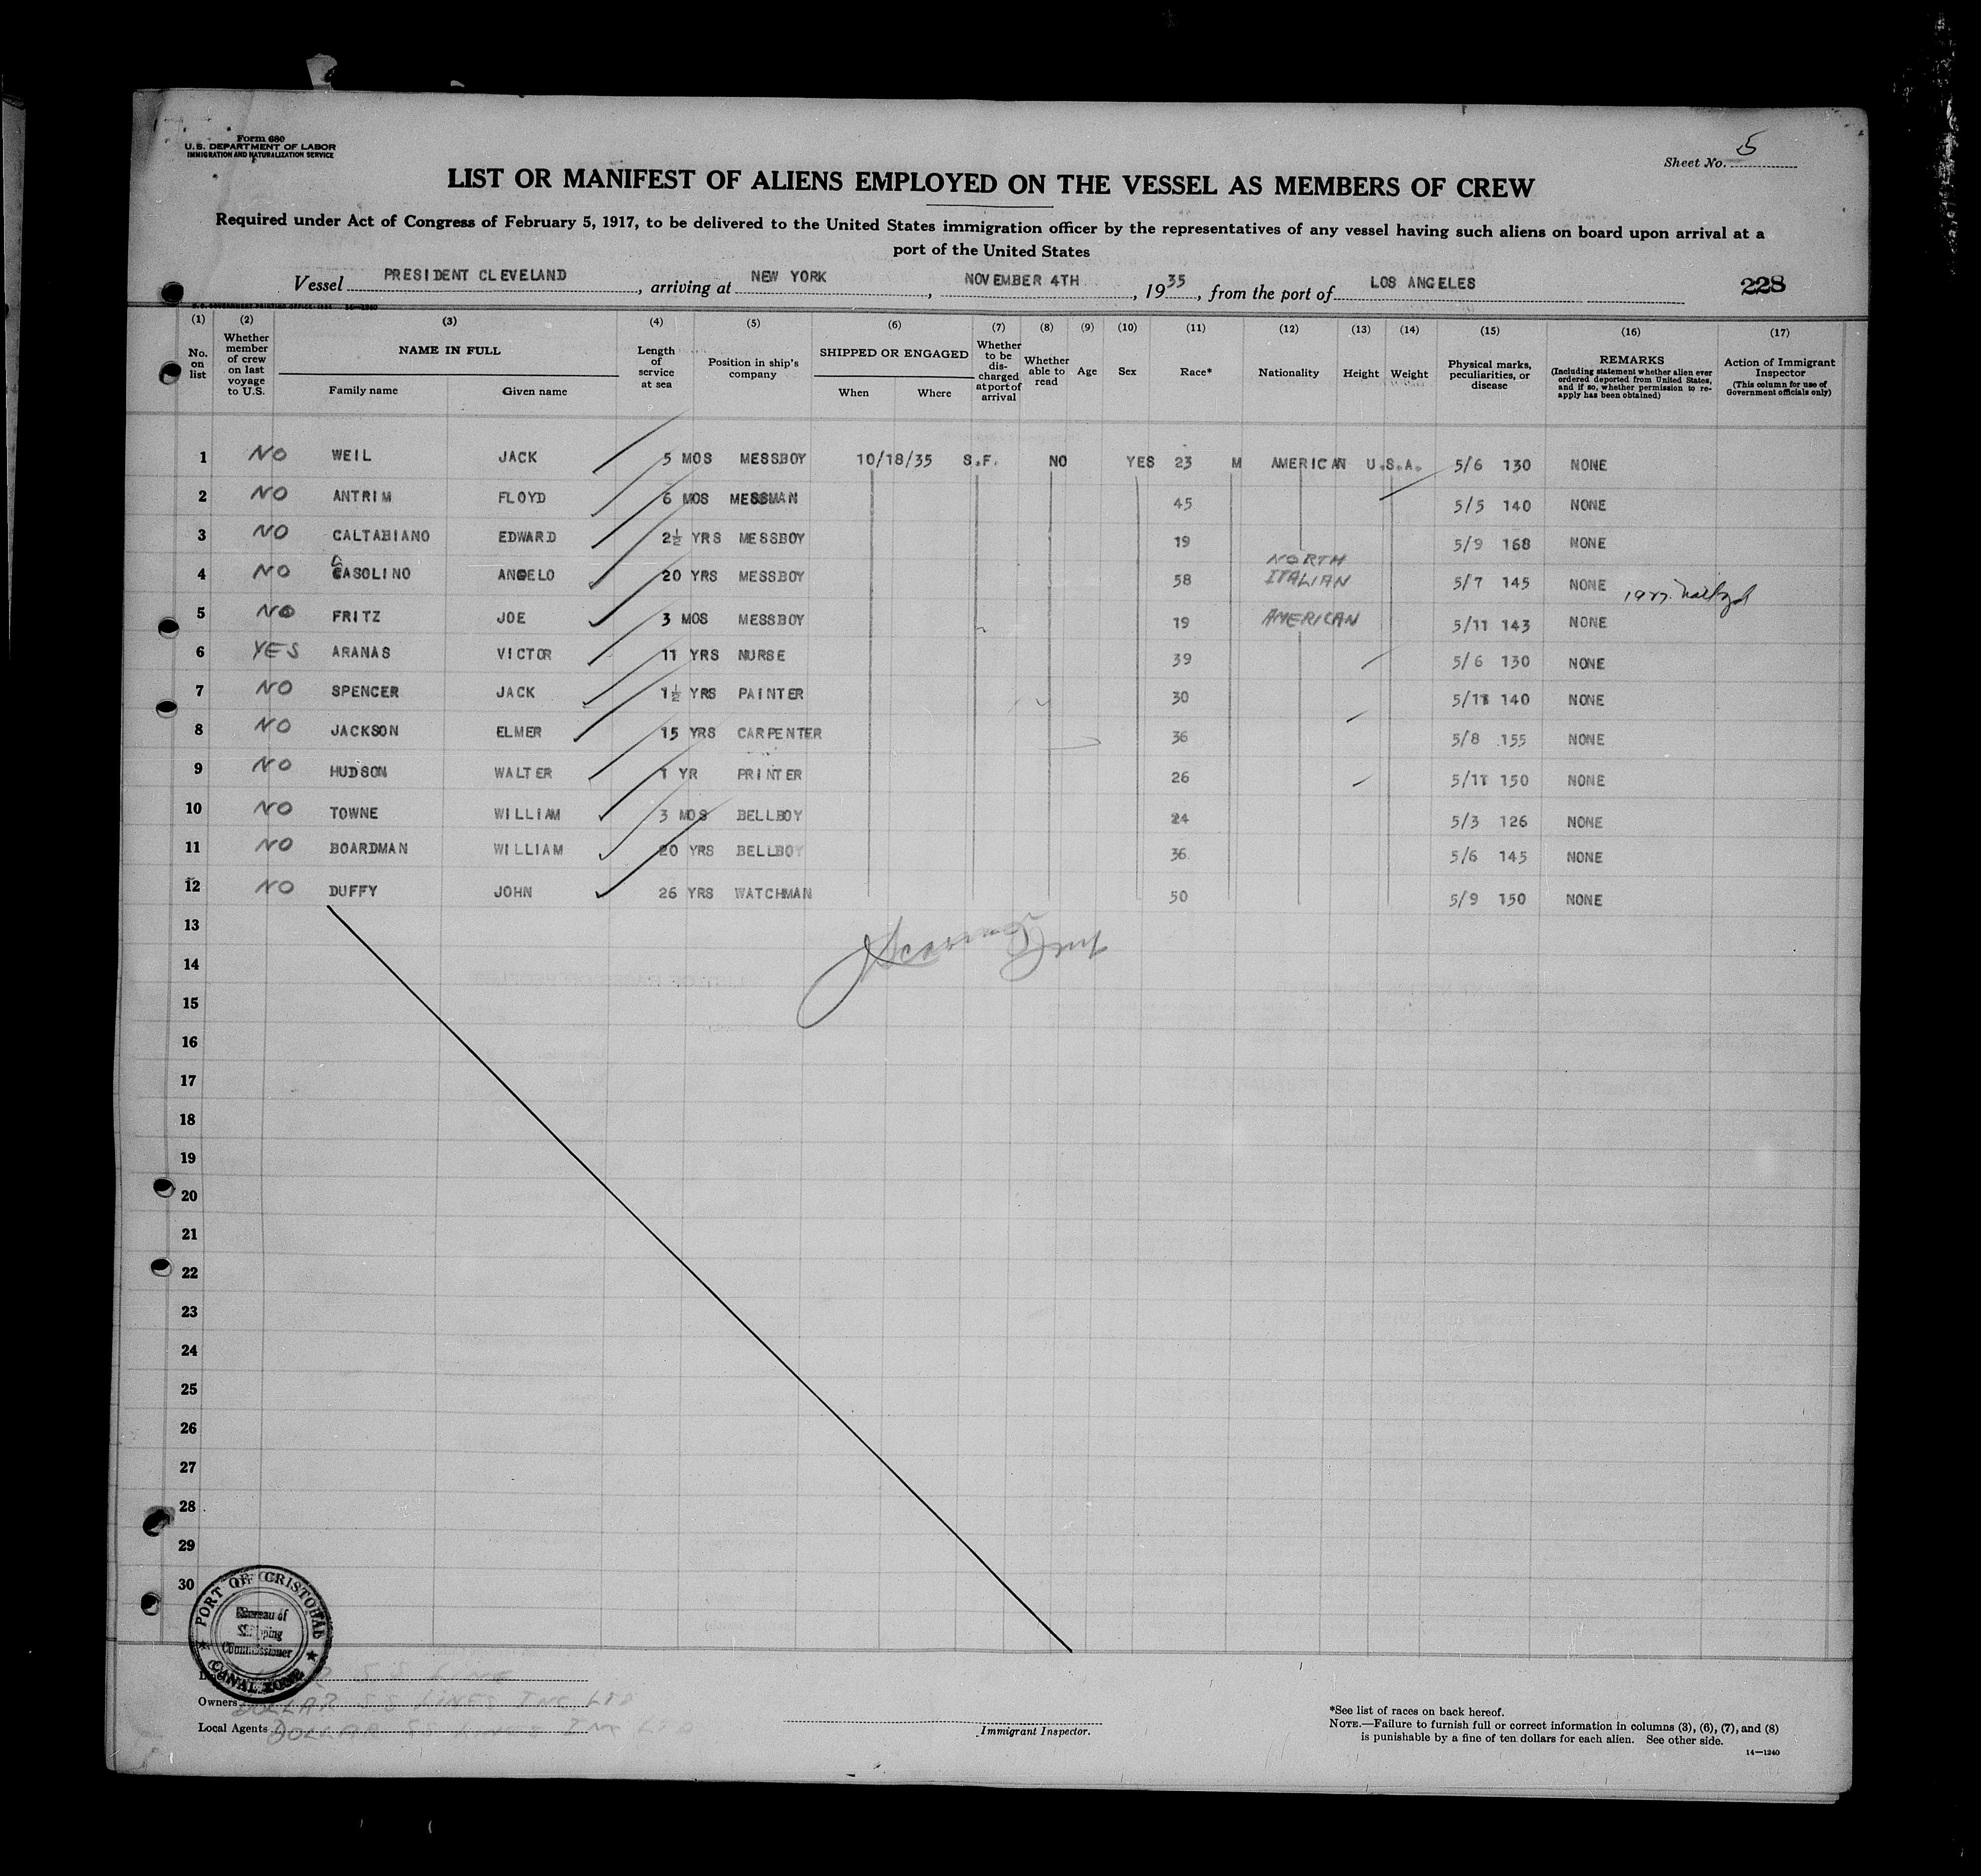 Form 680
U.S. DEPARTMENT OF LABOR
IMMIGRATION AND NATURALIZATION SERVICE
Sheet No. 5
LIST OR MANIFEST OF ALIENS EMPLOYED ON THE VESSEL AS MEMBERS OF CREW
Required under Act of Congress of February 5, 1917, to be delivered to the United States immigration officer by the representatives of any vessel having such aliens on board upon arrival at a
port of the United States
Vessel PRESIDENT CLEVELAND, arriving at NEW YORK, NOVEMBER 4TH, 1935, from the port of LOS ANGELES 228
(1) (2) (3) (4) (5) (6) (7) (8) (9) (10) (11) (12) (13) (14) (15) (16) (17)
No. on list
Whether member of crew on last voyage to U.S.
NAME IN FULL
Family name Given name
Length of service at sea
Position in ship's company
SHIPPED OR ENGAGED
When Where
Whether to be discharged at port of arrival
Whether able to read
Age
Sex
Race*
Nationality
Height
Weight
Physical marks, peculiarities, or disease
REMARKS
(Including statement whether alien ever ordered deported from United States, and if so, whether permission to re-apply has been obtained)
Action of Immigrant Inspector
(This column for use of Government officials only)
1 NO WEIL JACK 5 MOS MESSBOY 10/18/35 S.F. NO YES 23 M AMERICAN U.S.A. 5/6 130 NONE
2 NO ANTRIM FLOYD 6 MOS MESSMAN 45 5/5 140 NONE
3 NO CALTABIANO EDWARD 2½ YRS MESSBOY 19 5/9 168 NONE
4 NO GASOLINO ANGELO 20 YRS MESSBOY 58 NORTH ITALIAN 5/7 145 NONE
5 NO FRITZ JOE 3 MOS MESSBOY 19 AMERICAN 5/11 143 NONE
6 YES ARANAS VICTOR 11 YRS NURSE 39 5/6 130 NONE
7 NO SPENCER JACK 1½ YRS PAINTER 30 5/11 140 NONE
8 NO JACKSON ELMER 15 YRS CARPENTER 36 5/8 155 NONE
9 NO HUDSON WALTER 1 YR PRINTER 26 5/11 150 NONE
10 NO TOWNE WILLIAM 3 MOS BELLBOY 24 5/3 126 NONE
11 NO BOARDMAN WILLIAM 20 YRS BELLBOY 36 5/6 145 NONE
12 NO DUFFY JOHN 26 YRS WATCHMAN 50 5/9 150 NONE
13
14
15
16
17
18
19
20
21
22
23
24
25
26
27
28
29
30
PORT OF CRISTOBAL
Bureau of
Shipping
Commissioner
CANAL ZONE
Owners DOLLAR SS LINES INC LTD
Local Agents DOLLAR SS LINES INC LTD
Immigrant Inspector.
*See list of races on back hereof.
NOTE.—Failure to furnish full or correct information in columns (3), (6), (7), and (8)
is punishable by a fine of ten dollars for each alien. See other side.
14—1240